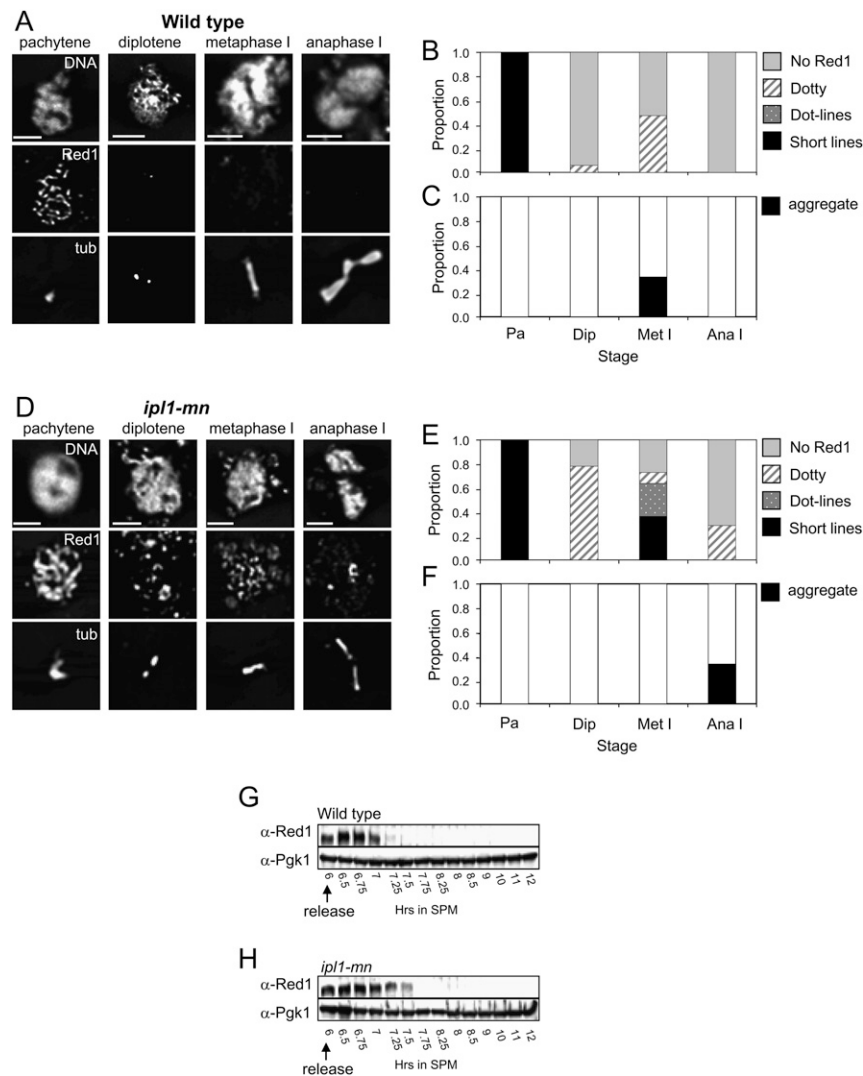 A
Wild type
pachytene diplotene metaphase I anaphase I
DNA
Red1
tub
B
Proportion
1.0
0.8
0.6
0.4
0.2
0.0
No Red1
Dotty
Dot-lines
Short lines
C
Proportion
1.0
0.8
0.6
0.4
0.2
0.0
aggregate
Pa Dip Met I Ana I
Stage
D
ipl1-mn
pachytene diplotene metaphase I anaphase I
DNA
Red1
tub
E
Proportion
1.0
0.8
0.6
0.4
0.2
0.0
No Red1
Dotty
Dot-lines
Short lines
F
Proportion
1.0
0.8
0.6
0.4
0.2
0.0
aggregate
Pa Dip Met I Ana I
Stage
G
Wild type
α-Red1
α-Pgk1
6 6.5 6.75 7 7.25 7.5 7.75 8 8.25 8.5 9 10 11 12
release
Hrs in SPM
H
ipl1-mn
α-Red1
α-Pgk1
6 6.5 6.75 7 7.25 7.5 7.75 8.25 8 8.5 9 10 11 12
release
Hrs in SPM